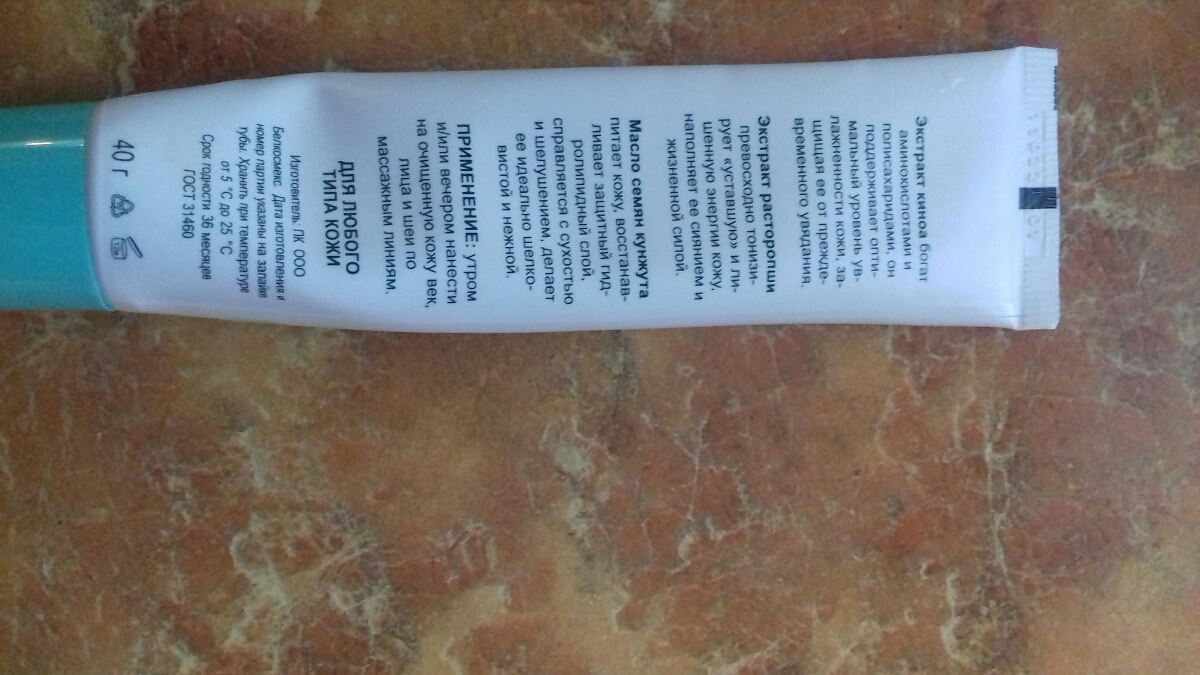 Экстракт киноа богат
аминокислотами и
полисахаридами, он
поддерживает опти-
мальный уровень ув-
лажненности кожи, за-
щищая ее от прежде-
временного увядания.
Экстракт расторопши
превосходно тонизи-
рует «уставшую» и ли-
шенную энергии кожу,
наполняет ее сиянием и
жизненной силой.
Масло семян кунжута
питает кожу, восстанав-
ливает защитный гид-
ролипидный слой,
справляется с сухостью
и шелушением, делает
ее идеально шелко-
вистой и нежной.
ПРИМЕНЕНИЕ: утром
и/или вечером нанести
на очищенную кожу век,
лица и шеи по
массажным линиям.
ДЛЯ ЛЮБОГО
ТИПА КОЖИ
Изготовитель: ПК ООО
Белкосмекс. Дата изготовления и
номер партии указаны на запайке
тубы. Хранить при температуре
от 5 °С до 25 °С
Срок годности 36 месяцев
ГОСТ 31460
40 г